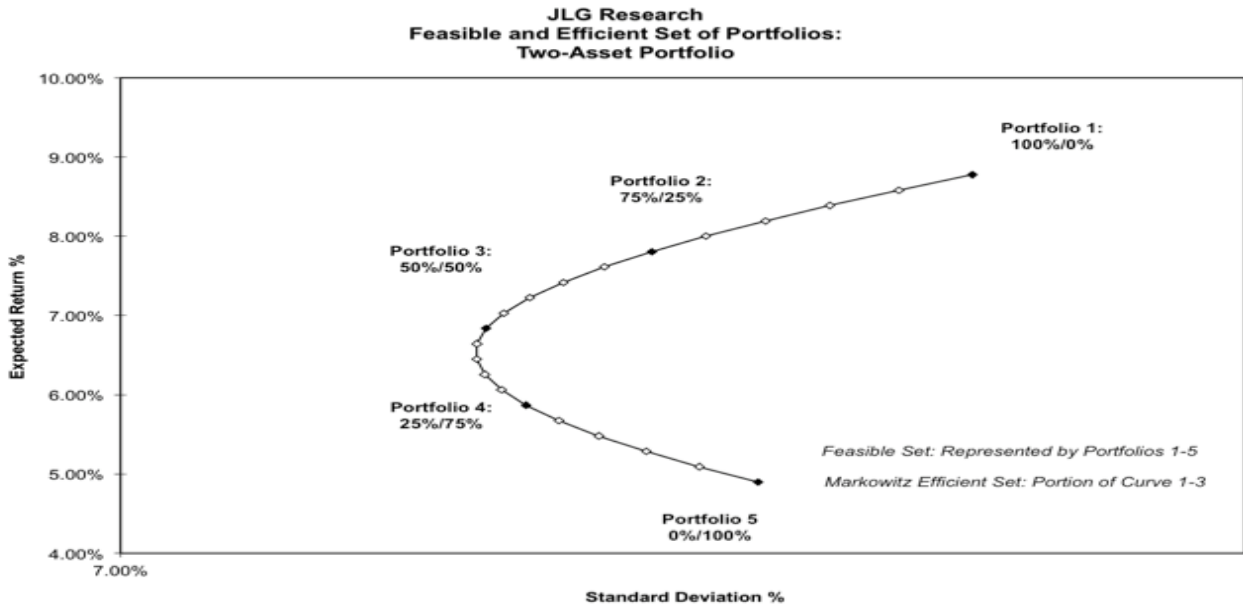 JLG Research
Feasible and Efficient Set of Portfolios:
Two-Asset Portfolio
10.00%
9.00%
8.00%
7.00%
6.00%
5.00%
4.00%
Expected Return %
Portfolio 1:
100%/0%
Portfolio 2:
75%/25%
Portfolio 3:
50%/50%
Portfolio 4:
25%/75%
Feasible Set: Represented by Portfolios 1-5
Markowitz Efficient Set: Portion of Curve 1-3
Portfolio 5
0%/100%
7.00%
Standard Deviation %